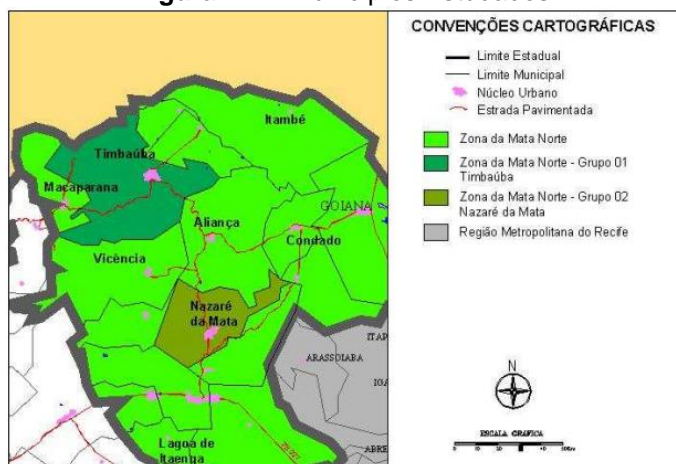 CONVENÇÕES CARTOGRÁFICAS
Limite Estadual
Limite Municipal
Núcleo Urbano
Estrada Pavimentada
Zona da Mata Norte
Zona da Mata Norte - Grupo 01
Timbaúba
Zona da Mata Norte - Grupo 02
Nazaré da Mata
Região Metropolitana do Recife
N
ESCALA GRÁFICA
Itambé
Timbaúba
Macaparana
GOIANA
Aliança
Condado
Vicência
Nazaré
da Mata
ARASSOIABA
Lagoa de
Itaenga